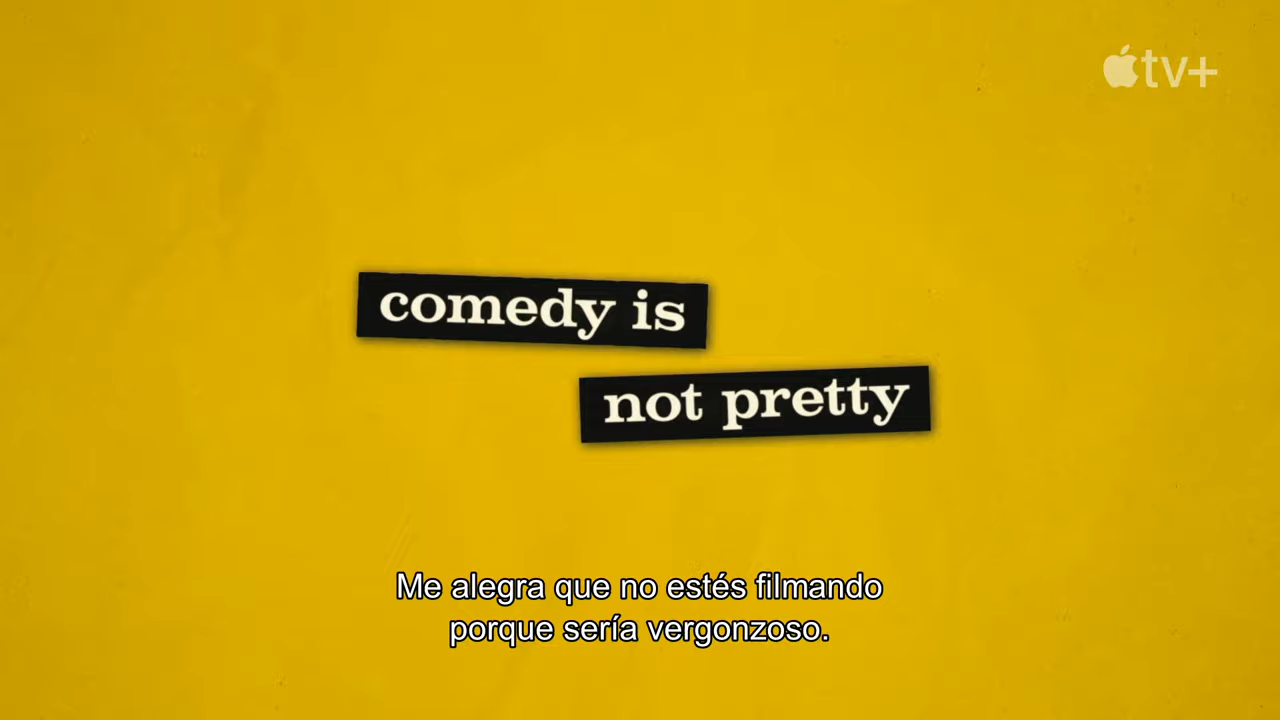 tv+
comedy is
not pretty
Me alegra que no estés filmando
porque sería vergonzoso.